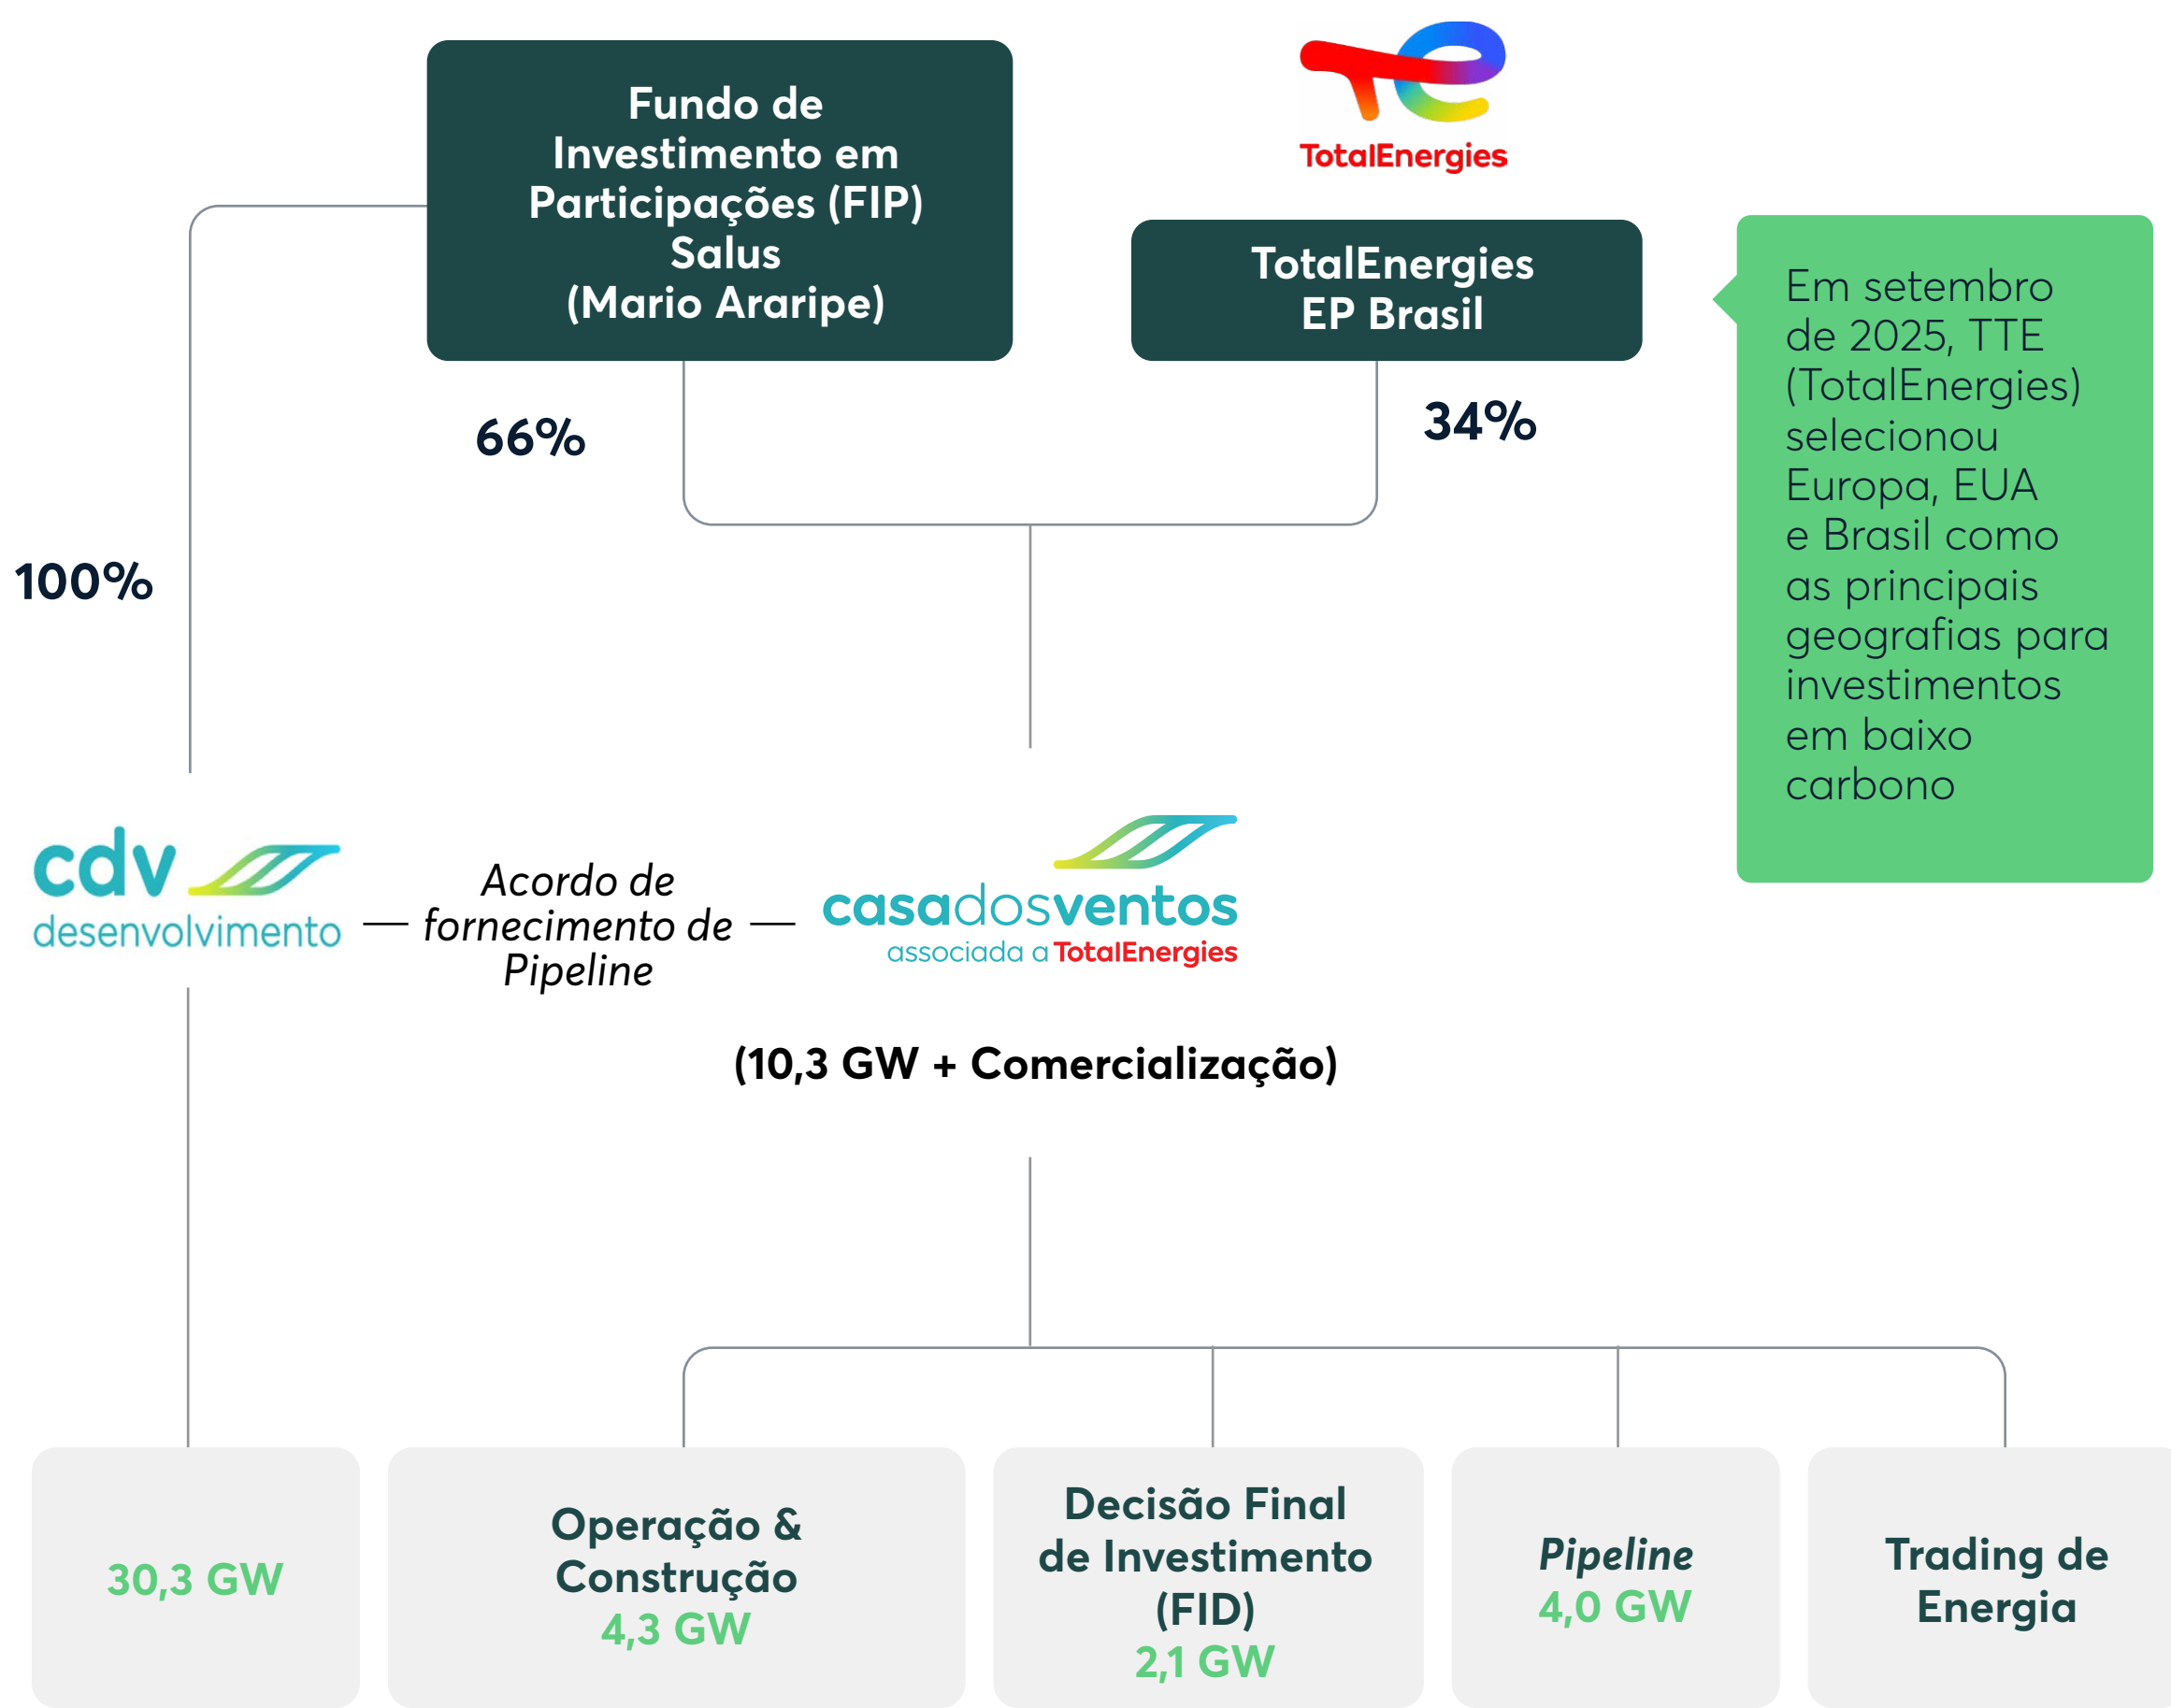 Fundo de
Investimento em
Participações (FIP)
Salus
(Mario Araripe)
TotalEnergies
TotalEnergies
EP Brasil
Em setembro
de 2025, TTE
(TotalEnergies)
selecionou
Europa, EUA
e Brasil como
as principais
geografias para
investimentos
em baixo
carbono
66%
34%
100%
cdv
desenvolvimento
Acordo de
fornecimento de
Pipeline
casadosventos
associada a TotalEnergies
(10,3 GW + Comercialização)
30,3 GW
Operação &
Construção
4,3 GW
Decisão Final
de Investimento
(FID)
2,1 GW
Pipeline
4,0 GW
Trading de
Energia